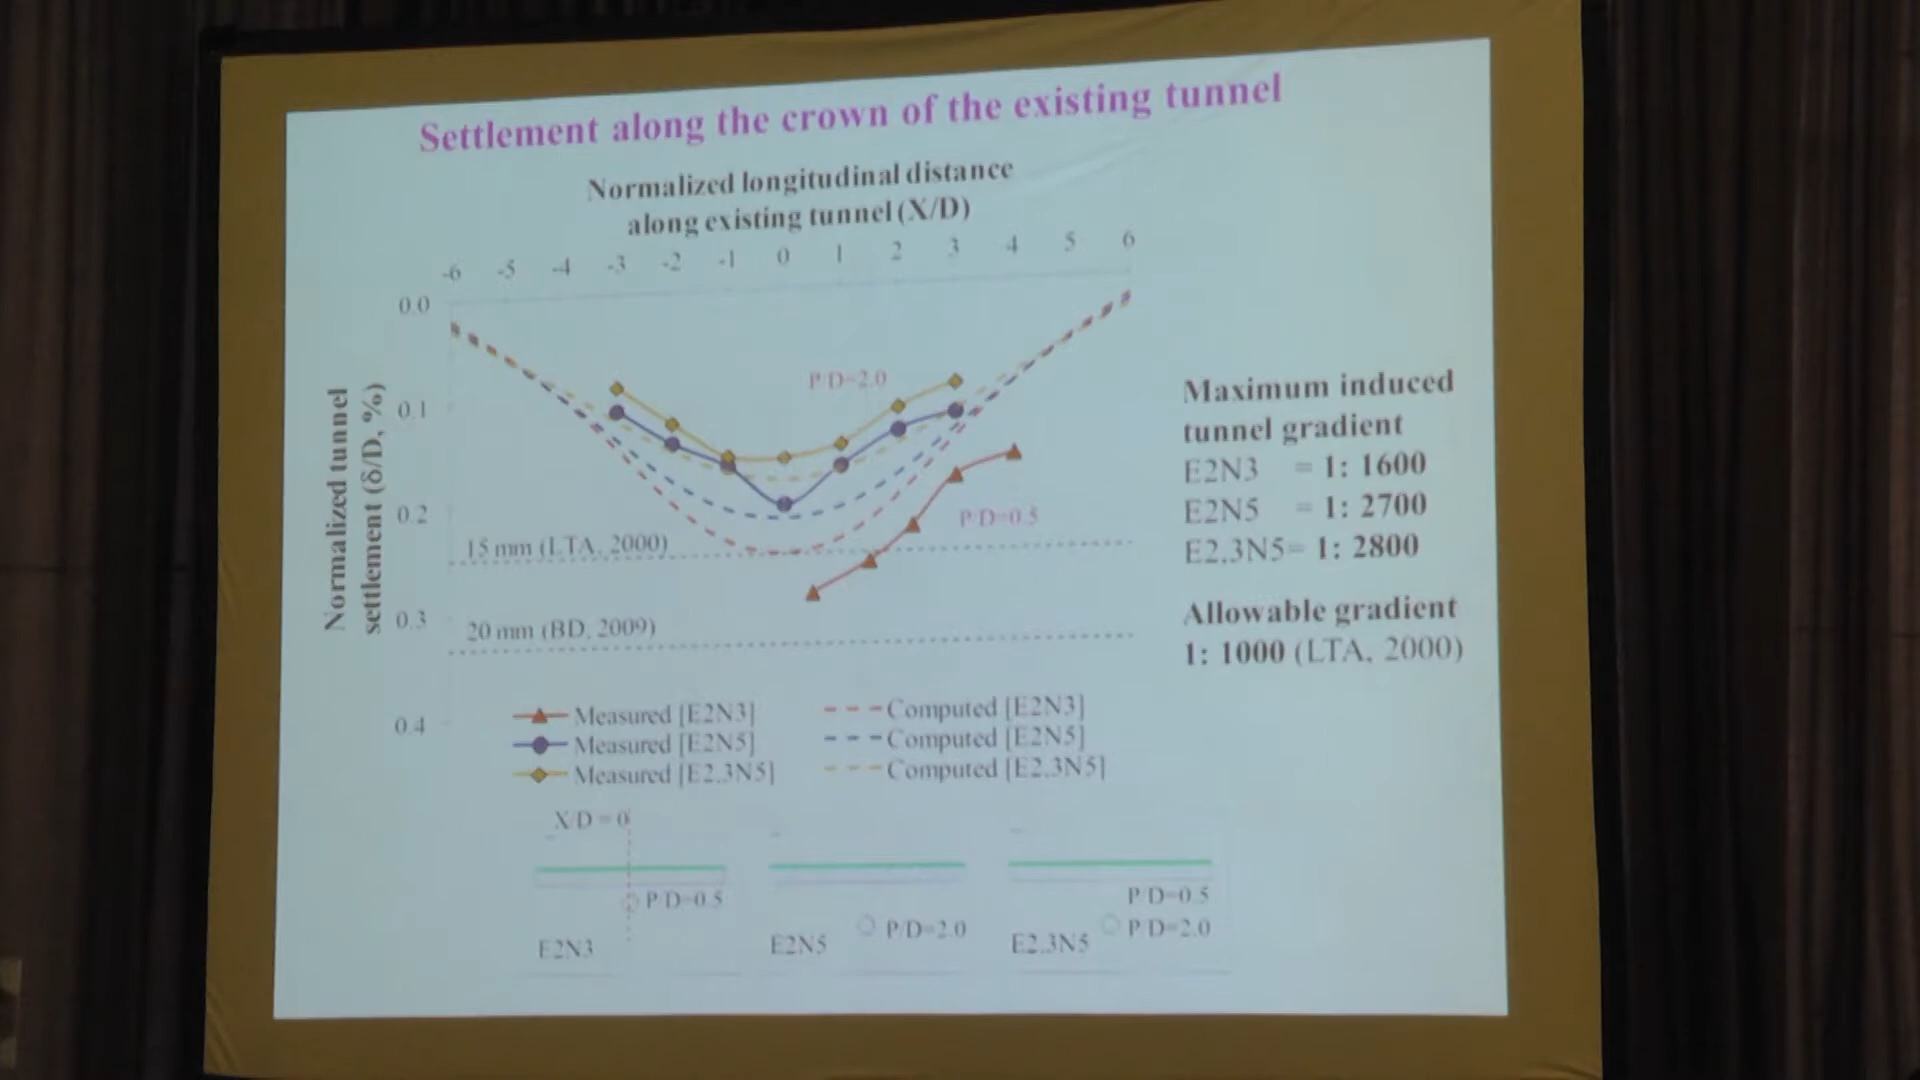 Settlement along the crown of the existing tunnel
Normalized longitudinal distance
along existing tunnel (X/D)
-6 -5 -4 -3 -2 -1 0 1 2 3 4 5 6
Normalized tunnel
settlement (δ/D, %)
0.0
0.1
0.2
0.3
0.4
P/D=2.0
P/D=0.5
15 mm (LTA, 2000)
20 mm (BD, 2009)
Maximum induced
tunnel gradient
E2N3 = 1: 1600
E2N5 = 1: 2700
E2.3N5= 1: 2800
Allowable gradient
1: 1000 (LTA, 2000)
Measured [E2N3]
Measured [E2N5]
Measured [E2.3N5]
Computed [E2N3]
Computed [E2N5]
Computed [E2.3N5]
X/D = 0
P/D=0.5
E2N3
P/D=2.0
E2N5
P/D=0.5
P/D=2.0
E2.3N5